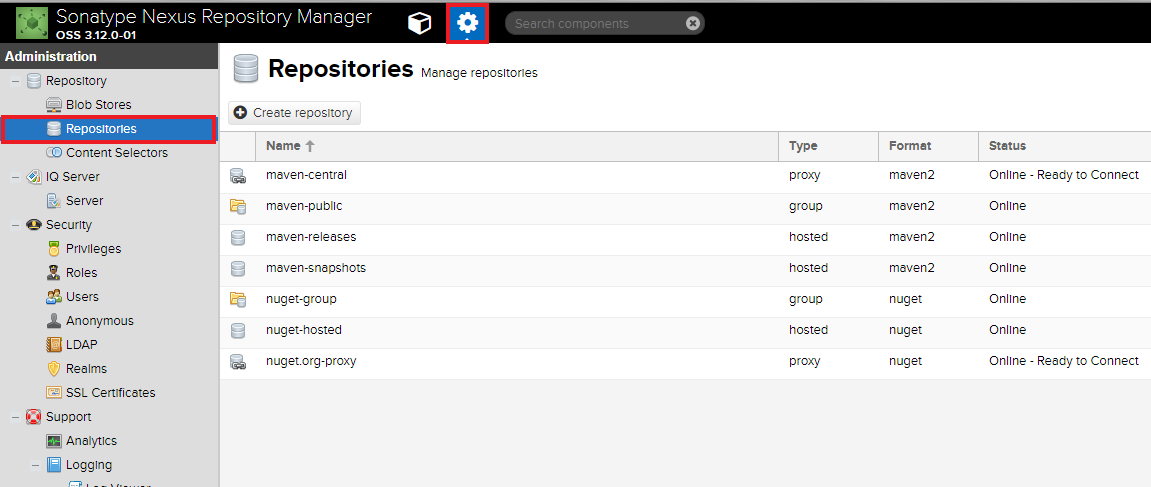 Sonatype Nexus Repository Manager
OSS 3.12.0-01
Search components
Administration
Repository
Blob Stores
Repositories
Content Selectors
IQ Server
Server
Security
Privileges
Roles
Users
Anonymous
LDAP
Realms
SSL Certificates
Support
Analytics
Logging
Log Viewer
Repositories Manage repositories
Create repository
Name Type Format Status
maven-central proxy maven2 Online - Ready to Connect
maven-public group maven2 Online
maven-releases hosted maven2 Online
maven-snapshots hosted maven2 Online
nuget-group group nuget Online
nuget-hosted hosted nuget Online
nuget.org-proxy proxy nuget Online - Ready to Connect